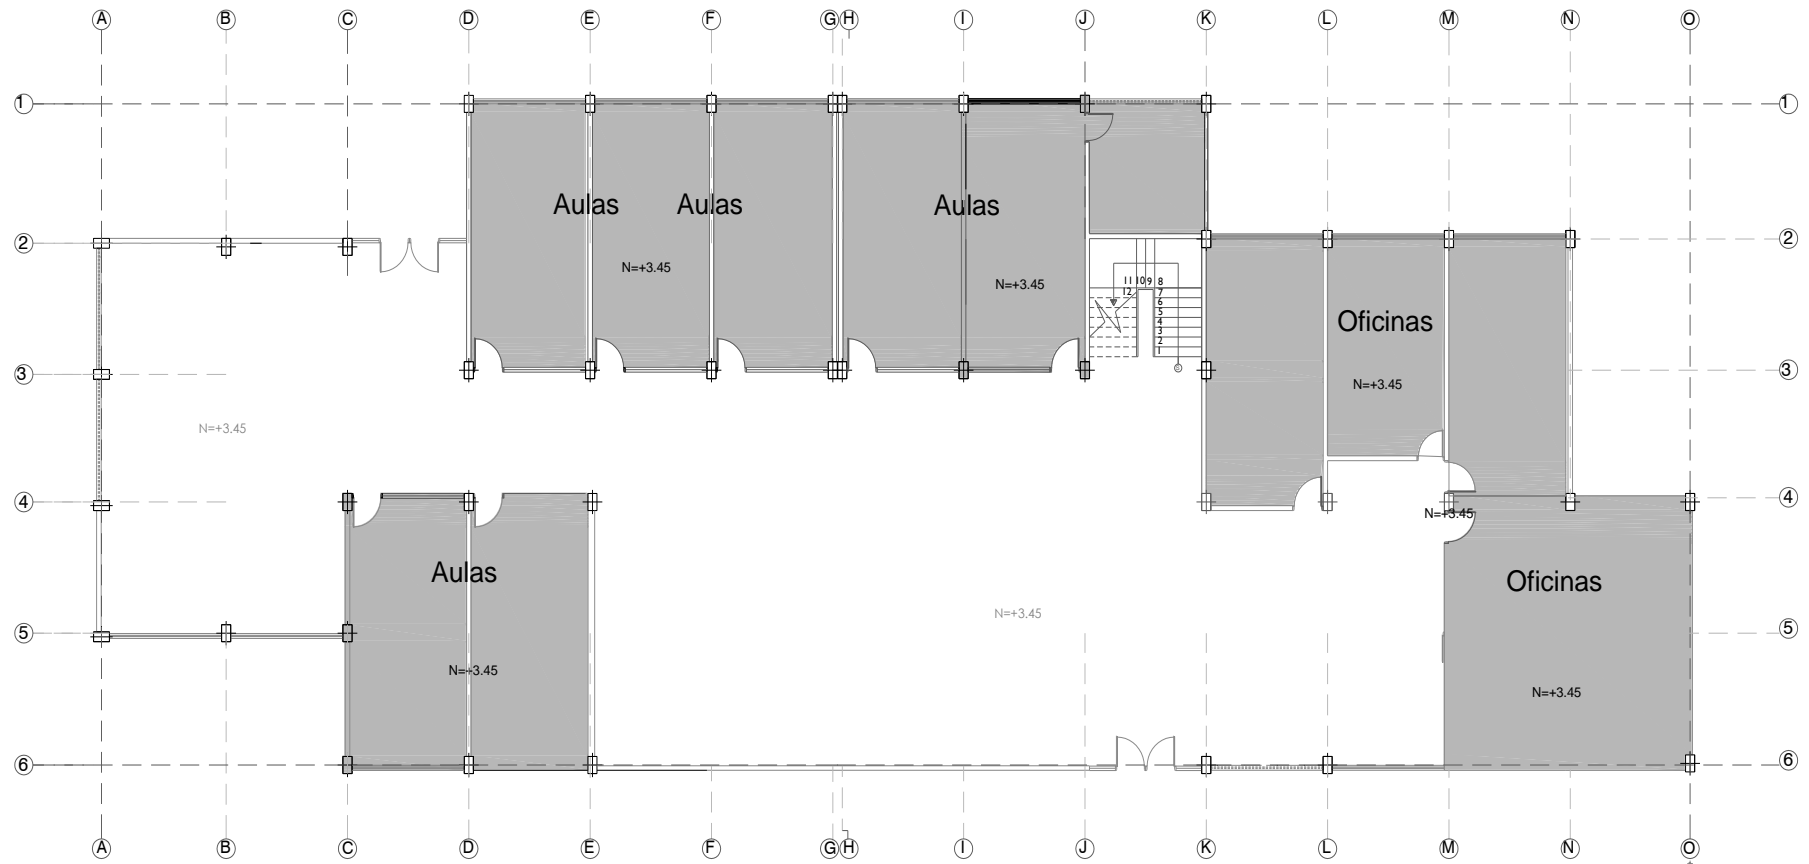 A B C D E F G H I J K L M N O
1 1
Aulas Aulas Aulas
2 2
N=+3.45 N=+3.45
11 10 9 8
12 7
6
5
4
3
2
1
S
Oficinas
3 3
N=+3.45
N=+3.45
4 4
N=+3.45
Aulas Oficinas
N=+3.45
5 5
N=+3.45 N=+3.45
6 6
A B C D E F G H I J K L M N O